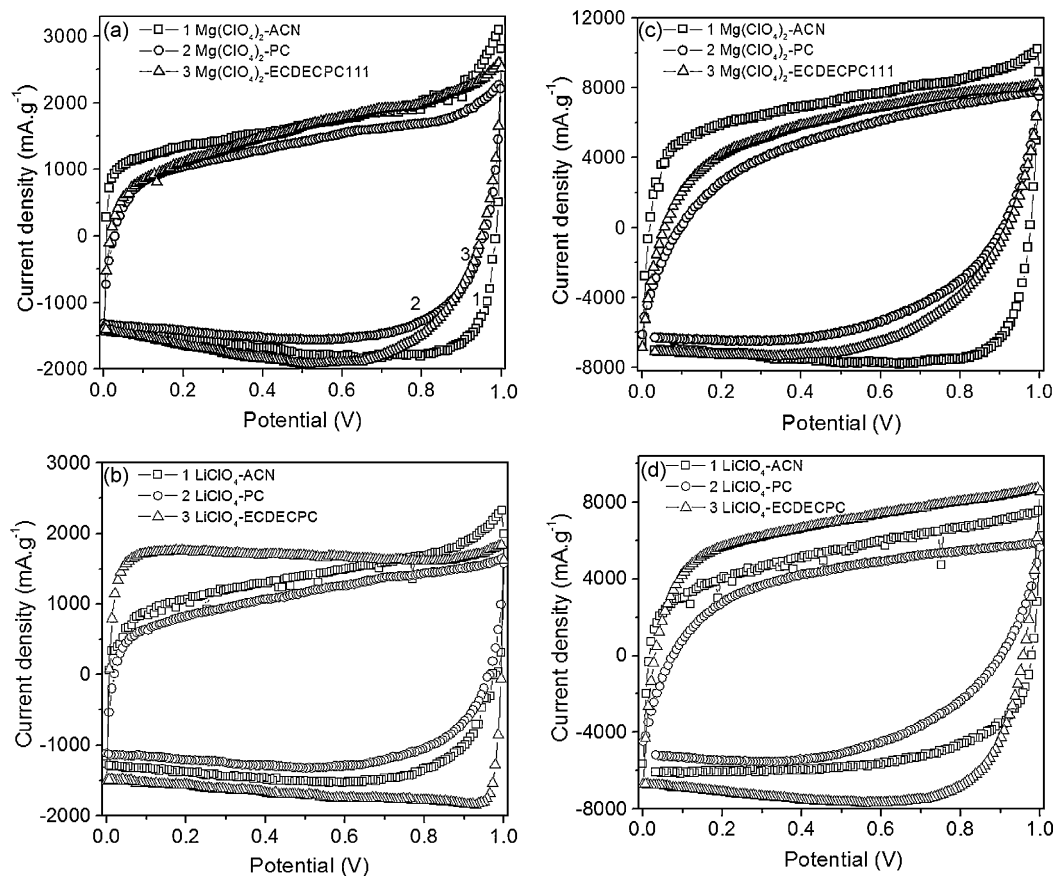 (a)
1 Mg(ClO4)2-ACN
2 Mg(ClO4)2-PC
3 Mg(ClO4)2-ECDECPC111
3000
2000
1000
0
-1000
-2000
Current density (mA.g-1)
3
2
1
0.0 0.2 0.4 0.6 0.8 1.0
Potential (V)
(c)
1 Mg(ClO4)2-ACN
2 Mg(ClO4)2-PC
3 Mg(ClO4)2-ECDECPC111
12000
8000
4000
0
-4000
-8000
Current density (mA.g-1)
0.0 0.2 0.4 0.6 0.8 1.0
Potential (V)
(b)
1 LiClO4-ACN
2 LiClO4-PC
3 LiClO4-ECDECPC
3000
2000
1000
0
-1000
-2000
Current density (mA.g-1)
0.0 0.2 0.4 0.6 0.8 1.0
Potential (V)
(d)
1 LiClO4-ACN
2 LiClO4-PC
3 LiClO4-ECDECPC
8000
4000
0
-4000
-8000
Current density (mA.g-1)
0.0 0.2 0.4 0.6 0.8 1.0
Potential (V)